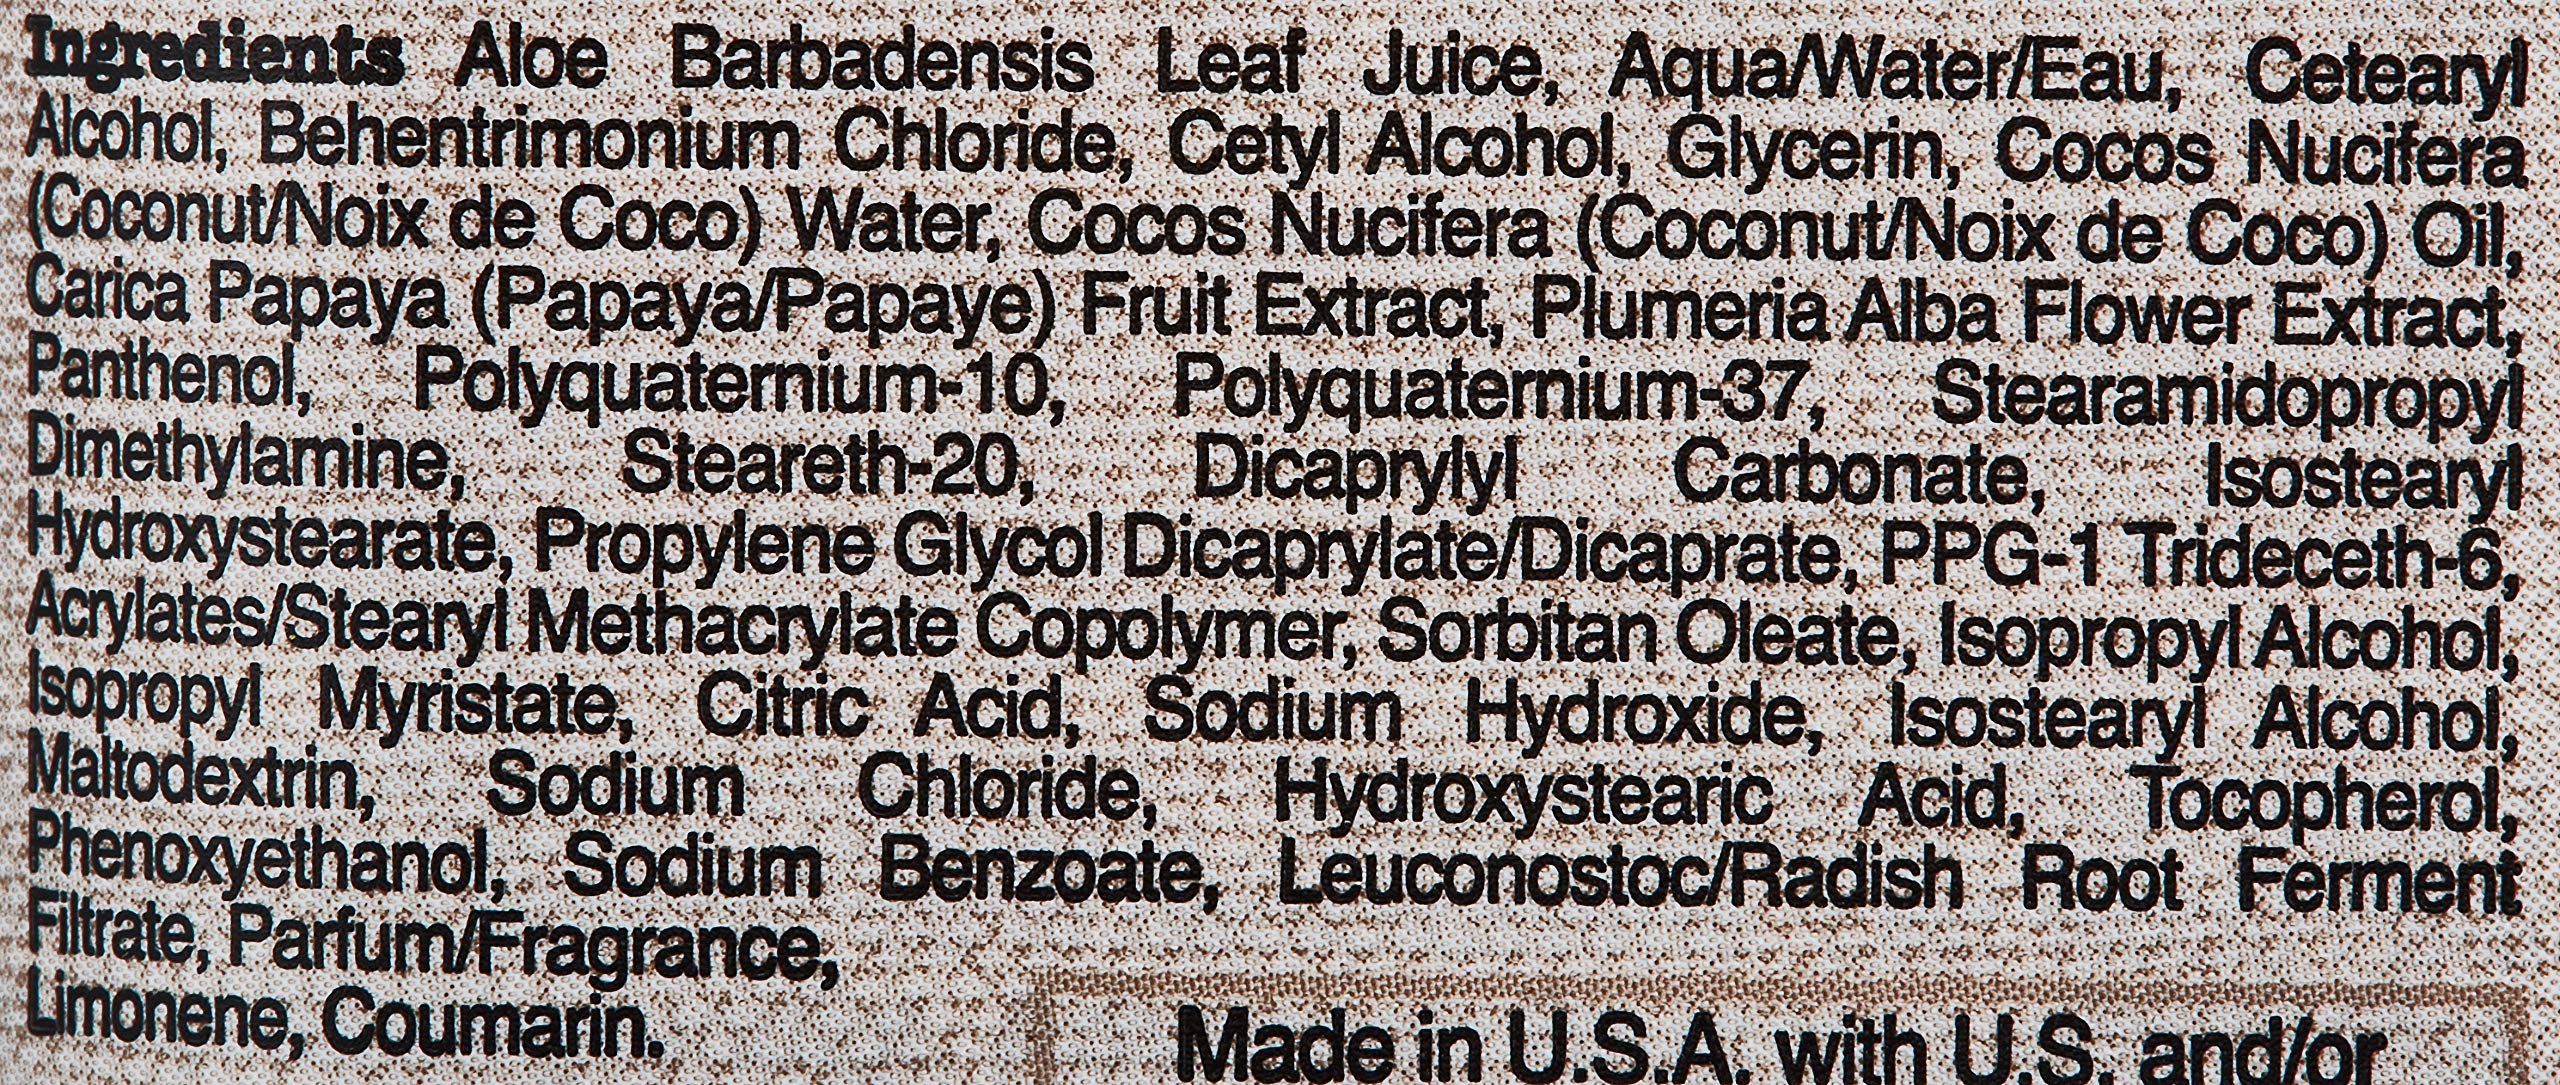 Ingredients Aloe Barbadensis Leaf Juice, Aqua/Water/Eau, Cetearyl
Alcohol, Behentrimonium Chloride, Cetyl Alcohol, Glycerin, Cocos Nucifera
(Coconut/Noix de Coco) Water, Cocos Nucifera (Coconut/Noix de Coco) Oil,
Carica Papaya (Papaya/Papaye) Fruit Extract, Plumeria Alba Flower Extract,
Panthenol, Polyquaternium-10, Polyquaternium-37, Stearamidopropyl
Dimethylamine, Steareth-20, Dicaprylyl Carbonate, Isostearyl
Hydroxystearate, Propylene Glycol Dicaprylate/Dicaprate, PPG-1 Trideceth-6,
Acrylates/Stearyl Methacrylate Copolymer, Sorbitan Oleate, Isopropyl Alcohol,
Isopropyl Myristate, Citric Acid, Sodium Hydroxide, Isostearyl Alcohol,
Maltodextrin, Sodium Chloride, Hydroxystearic Acid, Tocopherol,
Phenoxyethanol, Sodium Benzoate, Leuconostoc/Radish Root Ferment
Filtrate, Parfum/Fragrance,
Limonene, Coumarin.
Made in U.S.A. with U.S. and/or